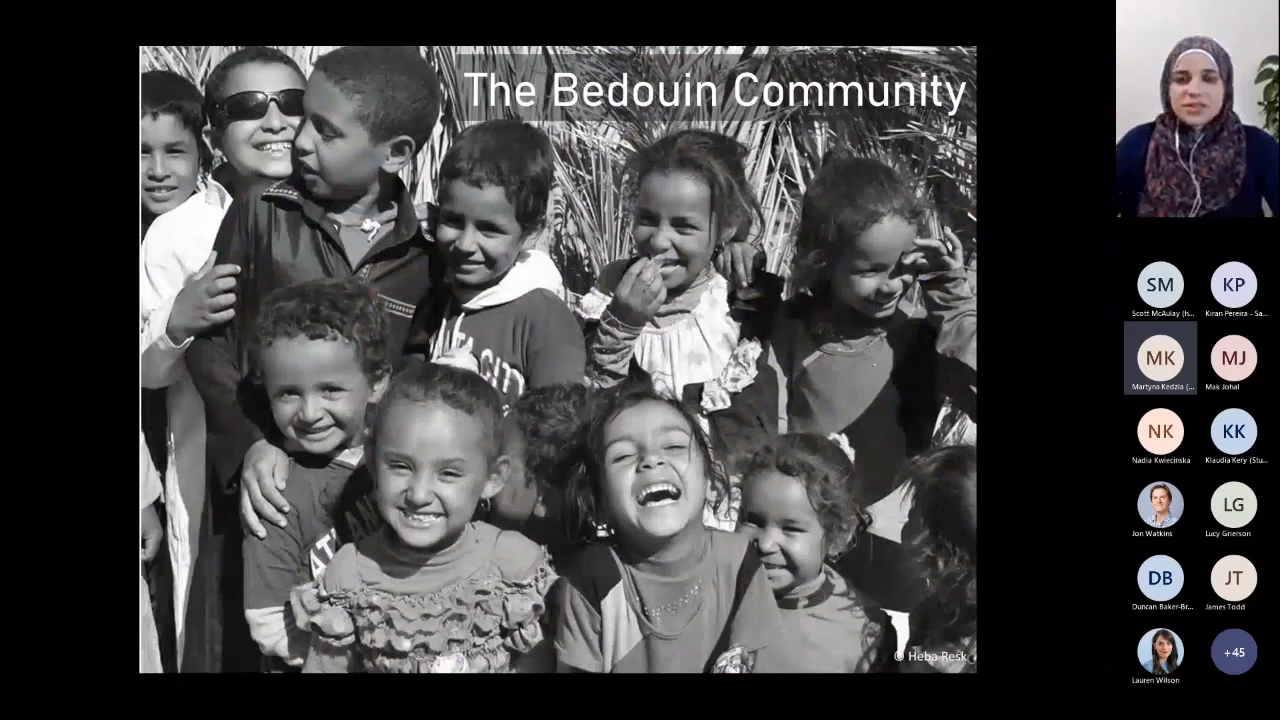 The Bedouin Community
© Heba Resk
SM
Scott McAulay (h...
KP
Kiran Pereira - Sa...
MK
Martyna Kedzia (...
MJ
Mak Johal
NK
Nadia Kwiecinska
KK
Klaudia Kery (Stu...
Jon Watkins
LG
Lucy Grierson
DB
Duncan Baker-Br...
JT
James Todd
Lauren Wilson
+45